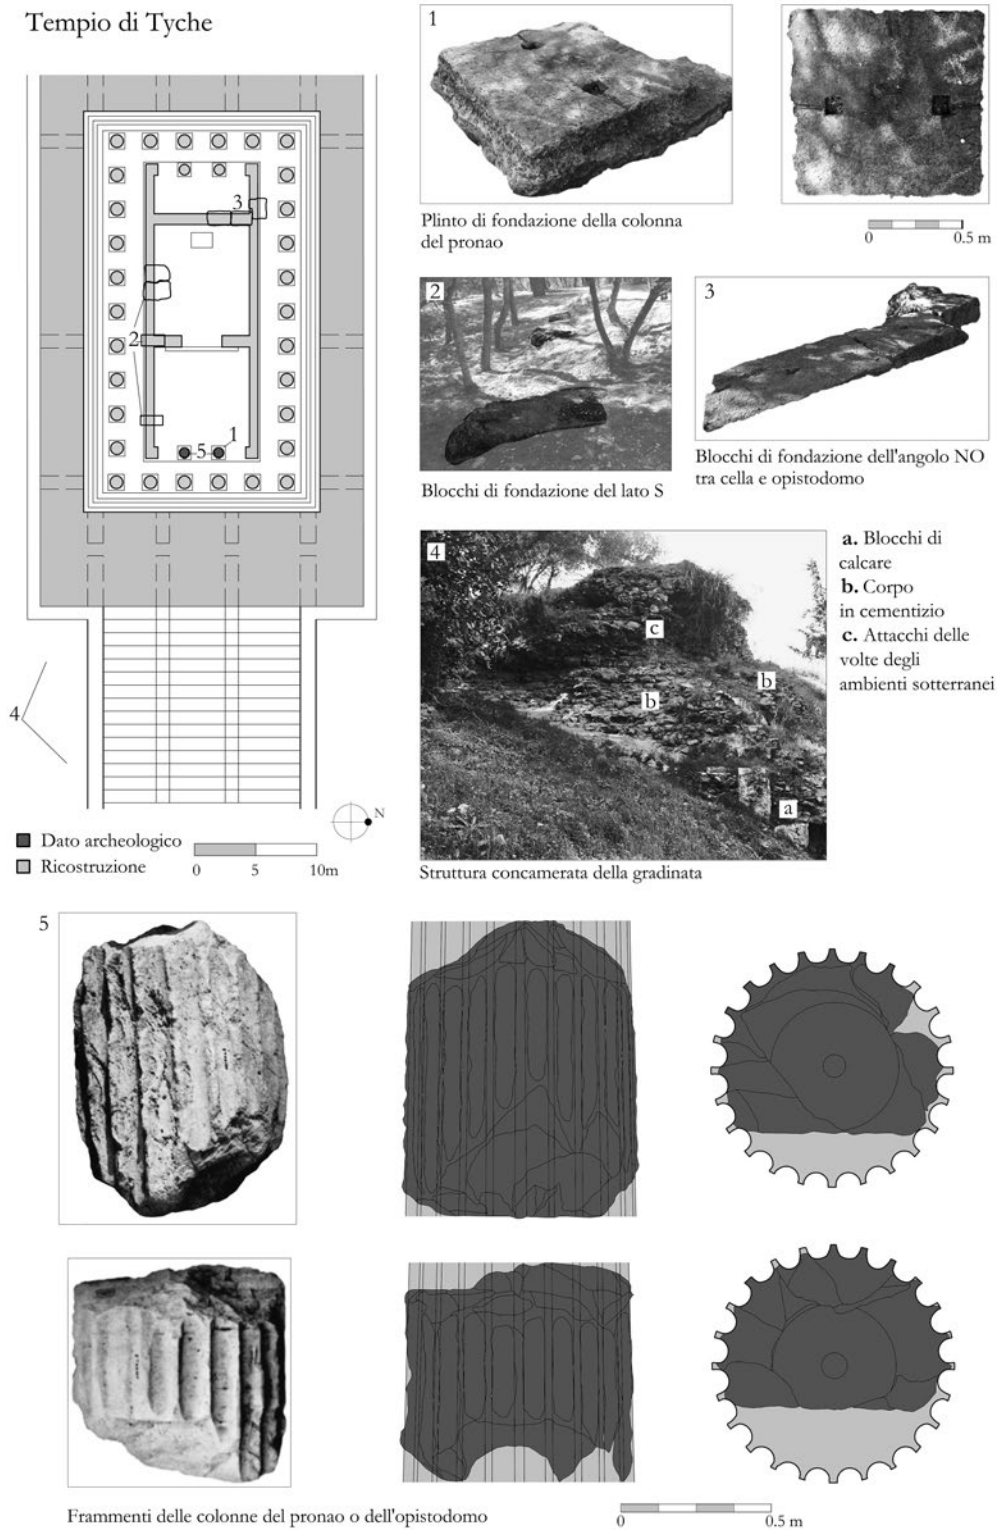 Tempio di Tyche
3
2
5
1
4
N
Dato archeologico
Ricostruzione
0 5 10m
1
Plinto di fondazione della colonna
del pronao
0 0.5 m
2
Blocchi di fondazione del lato S
3
Blocchi di fondazione dell'angolo NO
tra cella e opistodomo
4
c
b
b
a
Struttura concamerata della gradinata
a. Blocchi di
calcare
b. Corpo
in cementizio
c. Attacchi delle
volte degli
ambienti sotterranei
5
Frammenti delle colonne del pronao o dell'opistodomo
0 0.5 m